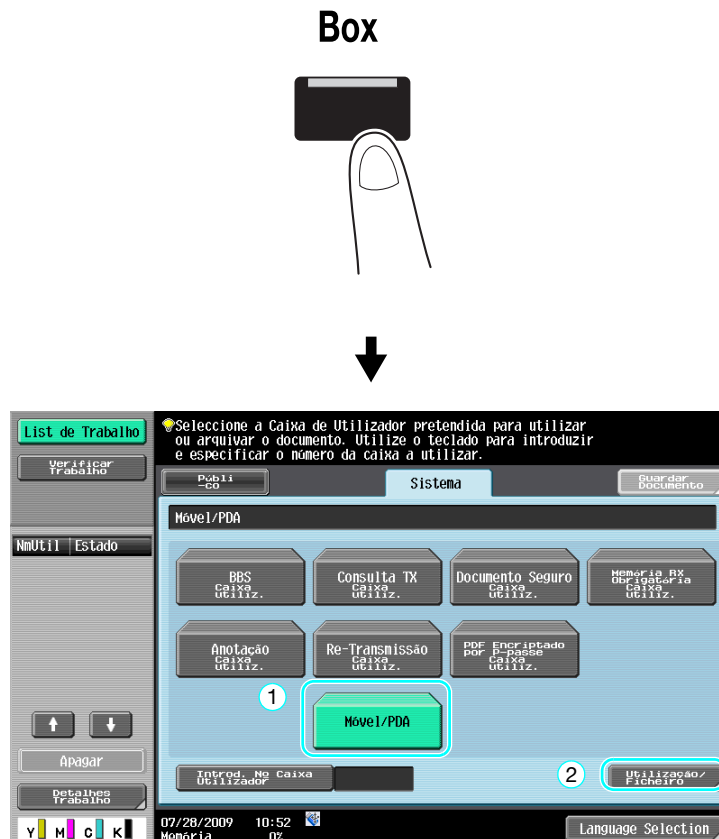 Box
List de Trabalho
Verificar
Trabalho
NmUtil Estado
Apagar
Detalhes
Trabalho
Y M C K
Seleccione a Caixa de Utilizador pretendida para utilizar
ou arquivar o documento. Utilize o teclado para introduzir
e especificar o número da caixa a utilizar.
Públi
-co
Sistema
Guardar
Documento
Móvel/PDA
BBS
Caixa
Utiliz.
Consulta TX
Caixa
Utiliz.
Documento Seguro
Caixa
Utiliz.
Memória RX
Obrigatória
Caixa
Utiliz.
Anotação
Caixa
Utiliz.
Re-Transmissão
Caixa
Utiliz.
PDF Encriptado
por P-passe
Caixa
Utiliz.
1
Móvel/PDA
Introd. Nº Caixa
Utilizador
2
Utilização/
Ficheiro
07/28/2009 10:52
Memória 0%
Language Selection